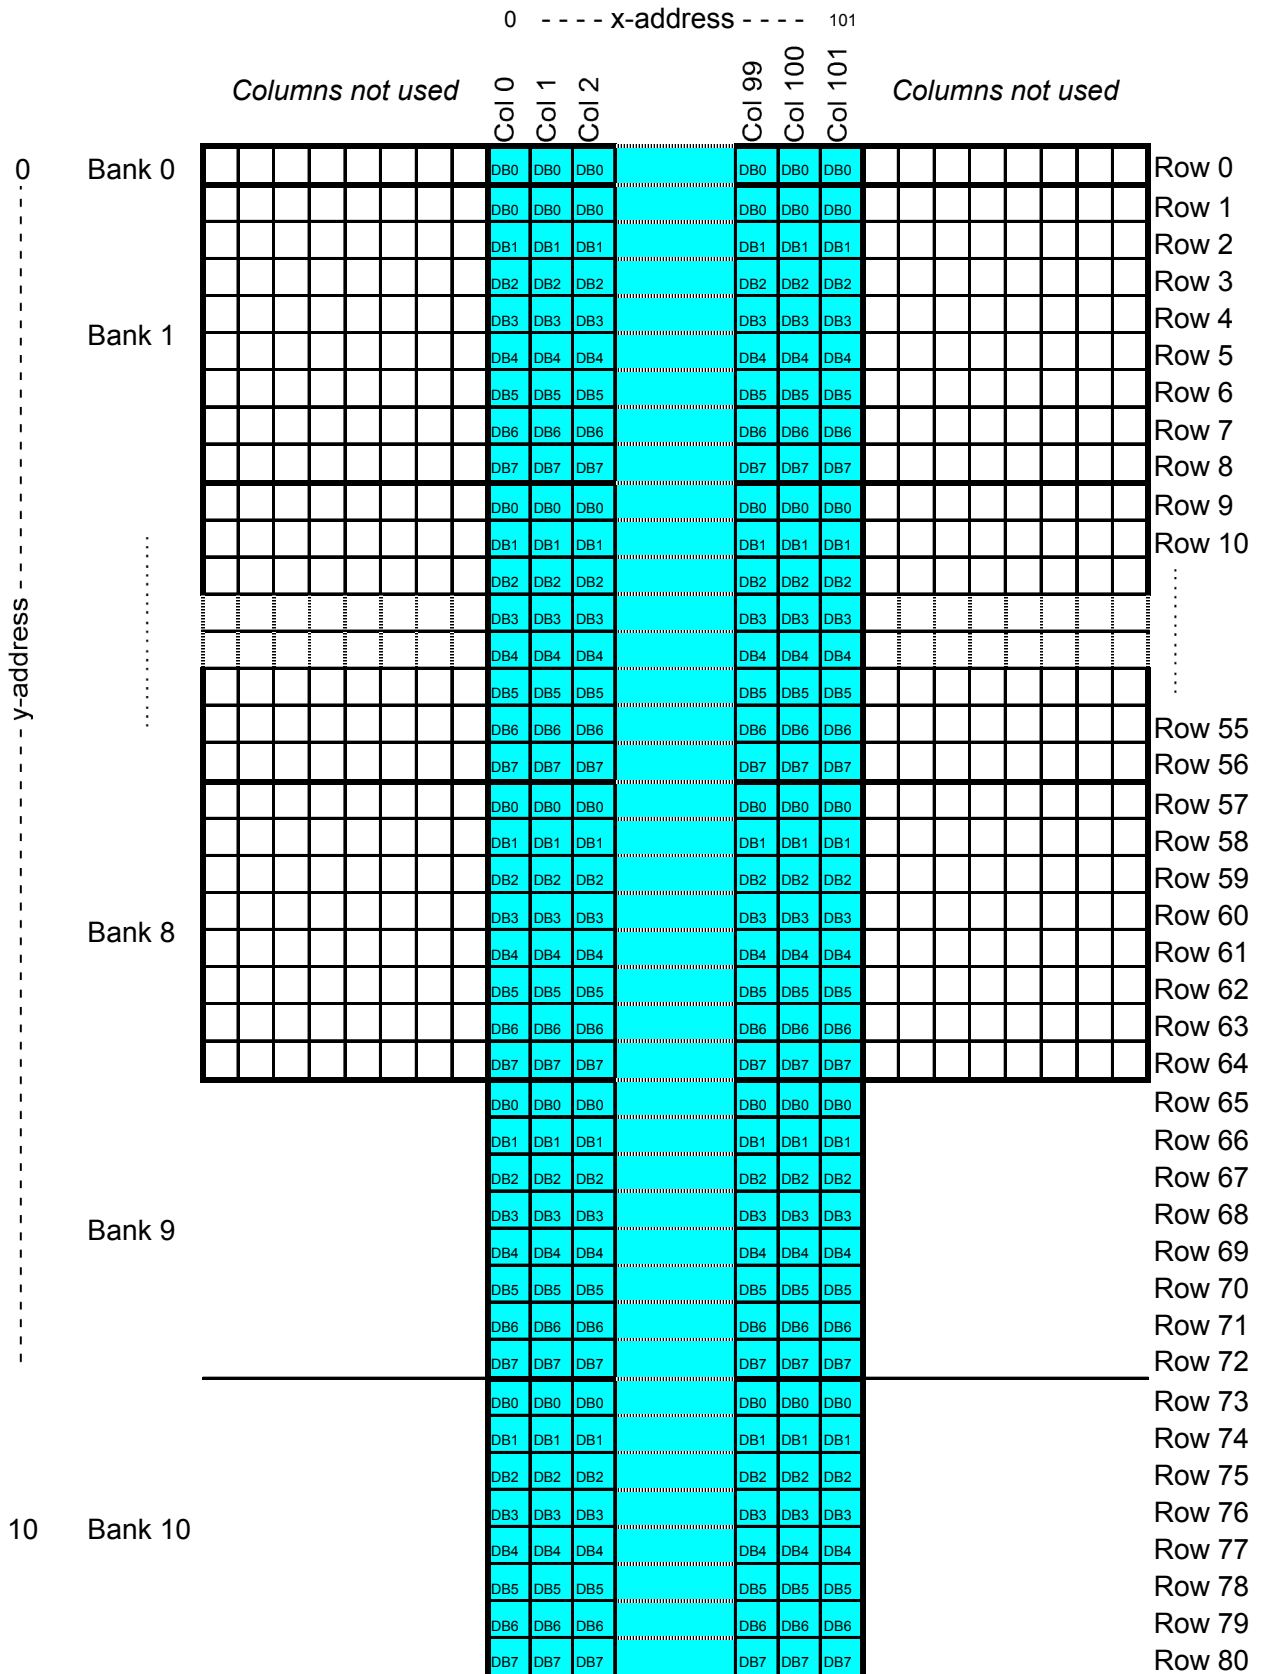 0 - - - - x-address - - - - 101
Columns not used Col 0 Col 1 Col 2 Col 99 Col 100 Col 101 Columns not used
0 Bank 0 DB0 DB0 DB0 DB0 DB0 DB0 Row 0
DB0 DB0 DB0 DB0 DB0 DB0 Row 1
DB1 DB1 DB1 DB1 DB1 DB1 Row 2
DB2 DB2 DB2 DB2 DB2 DB2 Row 3
Bank 1 DB3 DB3 DB3 DB3 DB3 DB3 Row 4
DB4 DB4 DB4 DB4 DB4 DB4 Row 5
DB5 DB5 DB5 DB5 DB5 DB5 Row 6
DB6 DB6 DB6 DB6 DB6 DB6 Row 7
DB7 DB7 DB7 DB7 DB7 DB7 Row 8
DB0 DB0 DB0 DB0 DB0 DB0 Row 9
DB1 DB1 DB1 DB1 DB1 DB1 Row 10
DB2 DB2 DB2 DB2 DB2 DB2
DB3 DB3 DB3 DB3 DB3 DB3
y-address DB4 DB4 DB4 DB4 DB4 DB4
DB5 DB5 DB5 DB5 DB5 DB5
DB6 DB6 DB6 DB6 DB6 DB6 Row 55
DB7 DB7 DB7 DB7 DB7 DB7 Row 56
DB0 DB0 DB0 DB0 DB0 DB0 Row 57
DB1 DB1 DB1 DB1 DB1 DB1 Row 58
DB2 DB2 DB2 DB2 DB2 DB2 Row 59
Bank 8 DB3 DB3 DB3 DB3 DB3 DB3 Row 60
DB4 DB4 DB4 DB4 DB4 DB4 Row 61
DB5 DB5 DB5 DB5 DB5 DB5 Row 62
DB6 DB6 DB6 DB6 DB6 DB6 Row 63
DB7 DB7 DB7 DB7 DB7 DB7 Row 64
DB0 DB0 DB0 DB0 DB0 DB0 Row 65
DB1 DB1 DB1 DB1 DB1 DB1 Row 66
DB2 DB2 DB2 DB2 DB2 DB2 Row 67
Bank 9 DB3 DB3 DB3 DB3 DB3 DB3 Row 68
DB4 DB4 DB4 DB4 DB4 DB4 Row 69
DB5 DB5 DB5 DB5 DB5 DB5 Row 70
DB6 DB6 DB6 DB6 DB6 DB6 Row 71
DB7 DB7 DB7 DB7 DB7 DB7 Row 72
DB0 DB0 DB0 DB0 DB0 DB0 Row 73
DB1 DB1 DB1 DB1 DB1 DB1 Row 74
DB2 DB2 DB2 DB2 DB2 DB2 Row 75
10 Bank 10 DB3 DB3 DB3 DB3 DB3 DB3 Row 76
DB4 DB4 DB4 DB4 DB4 DB4 Row 77
DB5 DB5 DB5 DB5 DB5 DB5 Row 78
DB6 DB6 DB6 DB6 DB6 DB6 Row 79
DB7 DB7 DB7 DB7 DB7 DB7 Row 80